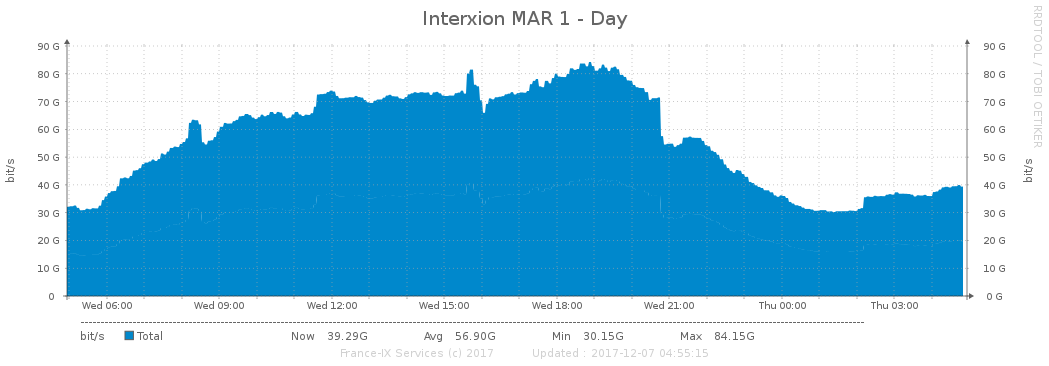 Interxion MAR 1 - Day
RRDTOOL / TOBI OETIKER
90 G 90 G
80 G 80 G
70 G 70 G
60 G 60 G
50 G 50 G
40 G 40 G
30 G 30 G
20 G 20 G
10 G 10 G
0 0 G
bit/s bit/s
Wed 06:00 Wed 09:00 Wed 12:00 Wed 15:00 Wed 18:00 Wed 21:00 Thu 00:00 Thu 03:00
bit/s Total Now 39.29G Avg 56.90G Min 30.15G Max 84.15G
France-IX Services (c) 2017 Updated : 2017-12-07 04:55:15